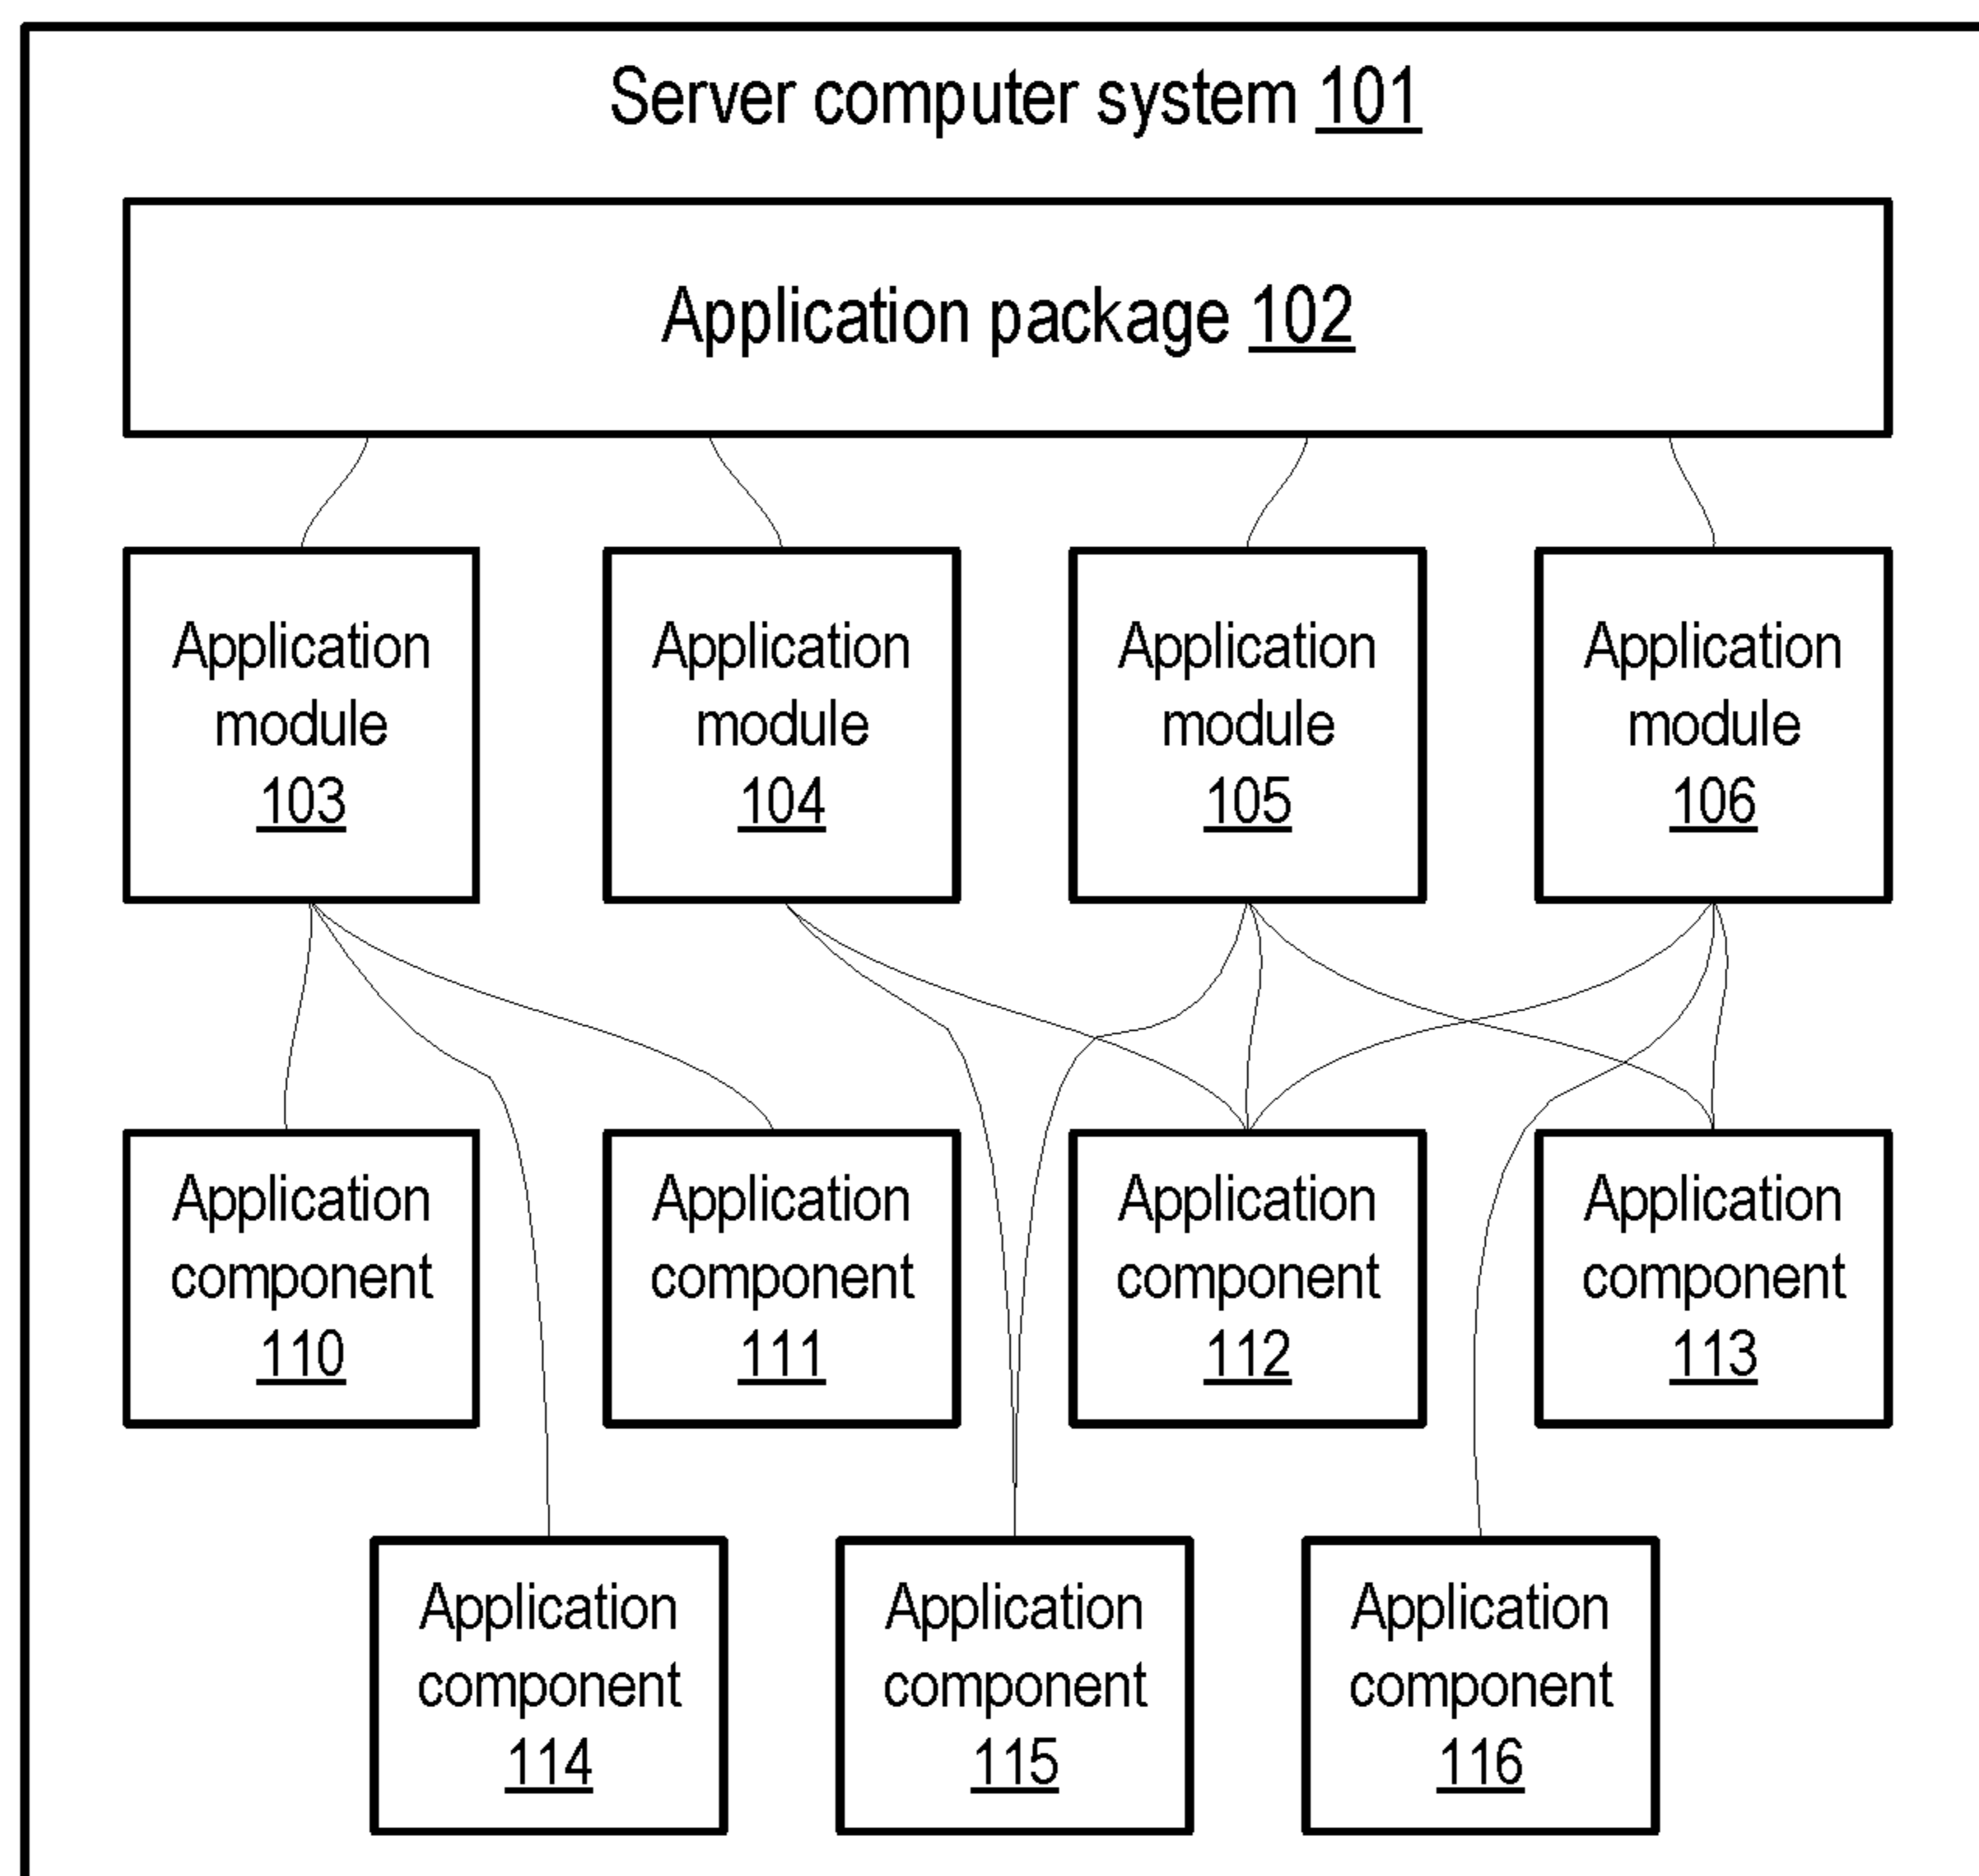 Server computer system 101
Application package 102
Application
module
103
Application
module
104
Application
module
105
Application
module
106
Application
component
110
Application
component
111
Application
component
112
Application
component
113
Application
component
114
Application
component
115
Application
component
116